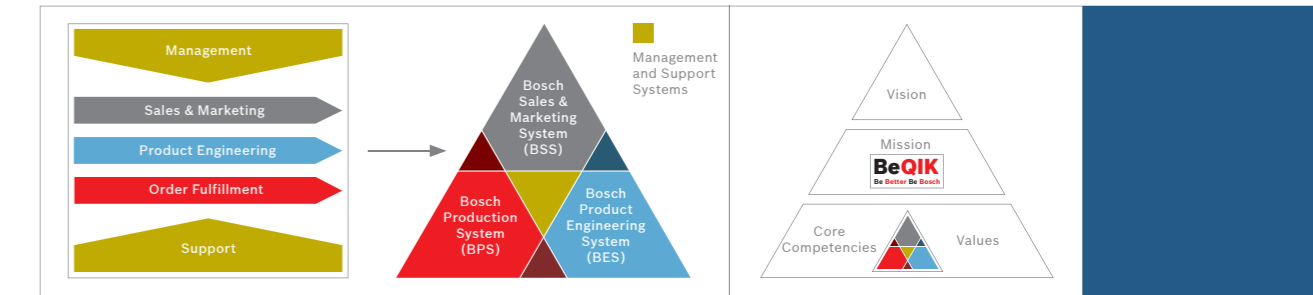 Management
Sales & Marketing
Product Engineering
Order Fulfillment
Support
Bosch
Sales &
Marketing
System
(BSS)
Bosch
Production
System
(BPS)
Bosch
Product
Engineering
System
(BES)
Management
and Support
Systems
Vision
Mission
BeQIK
Be Better Be Bosch
Core
Competencies
Values